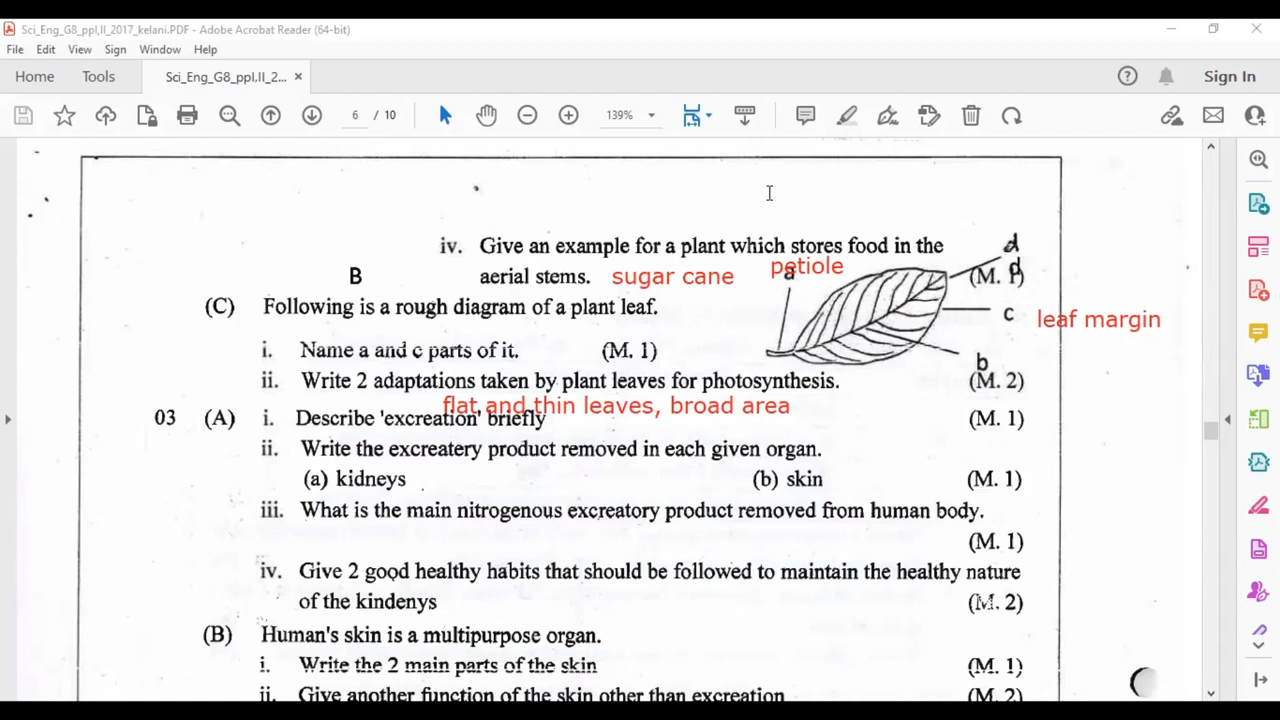 Sci_Eng_G8_ppl,II_2017_kelani.PDF - Adobe Acrobat Reader (64-bit)
File Edit View Sign Window Help
Home Tools Sci_Eng_G8_ppl,II_2... × Sign In
6 / 10 139%
iv. Give an example for a plant which stores food in the d
petiole
B aerial stems. sugar cane a (M. 1) d
(C) Following is a rough diagram of a plant leaf. c leaf margin
i. Name a and c parts of it. (M. 1)
b
ii. Write 2 adaptations taken by plant leaves for photosynthesis. (M. 2)
flat and thin leaves, broad area
03 (A) i. Describe 'excreation' briefly (M. 1)
ii. Write the excreatery product removed in each given organ.
(a) kidneys (b) skin (M. 1)
iii. What is the main nitrogenous excreatory product removed from human body.
(M. 1)
iv. Give 2 good healthy habits that should be followed to maintain the healthy nature
of the kindenys (M. 2)
(B) Human's skin is a multipurpose organ.
i. Write the 2 main parts of the skin (M. 1)
ii. Give another function of the skin other than excreation (M. 2)